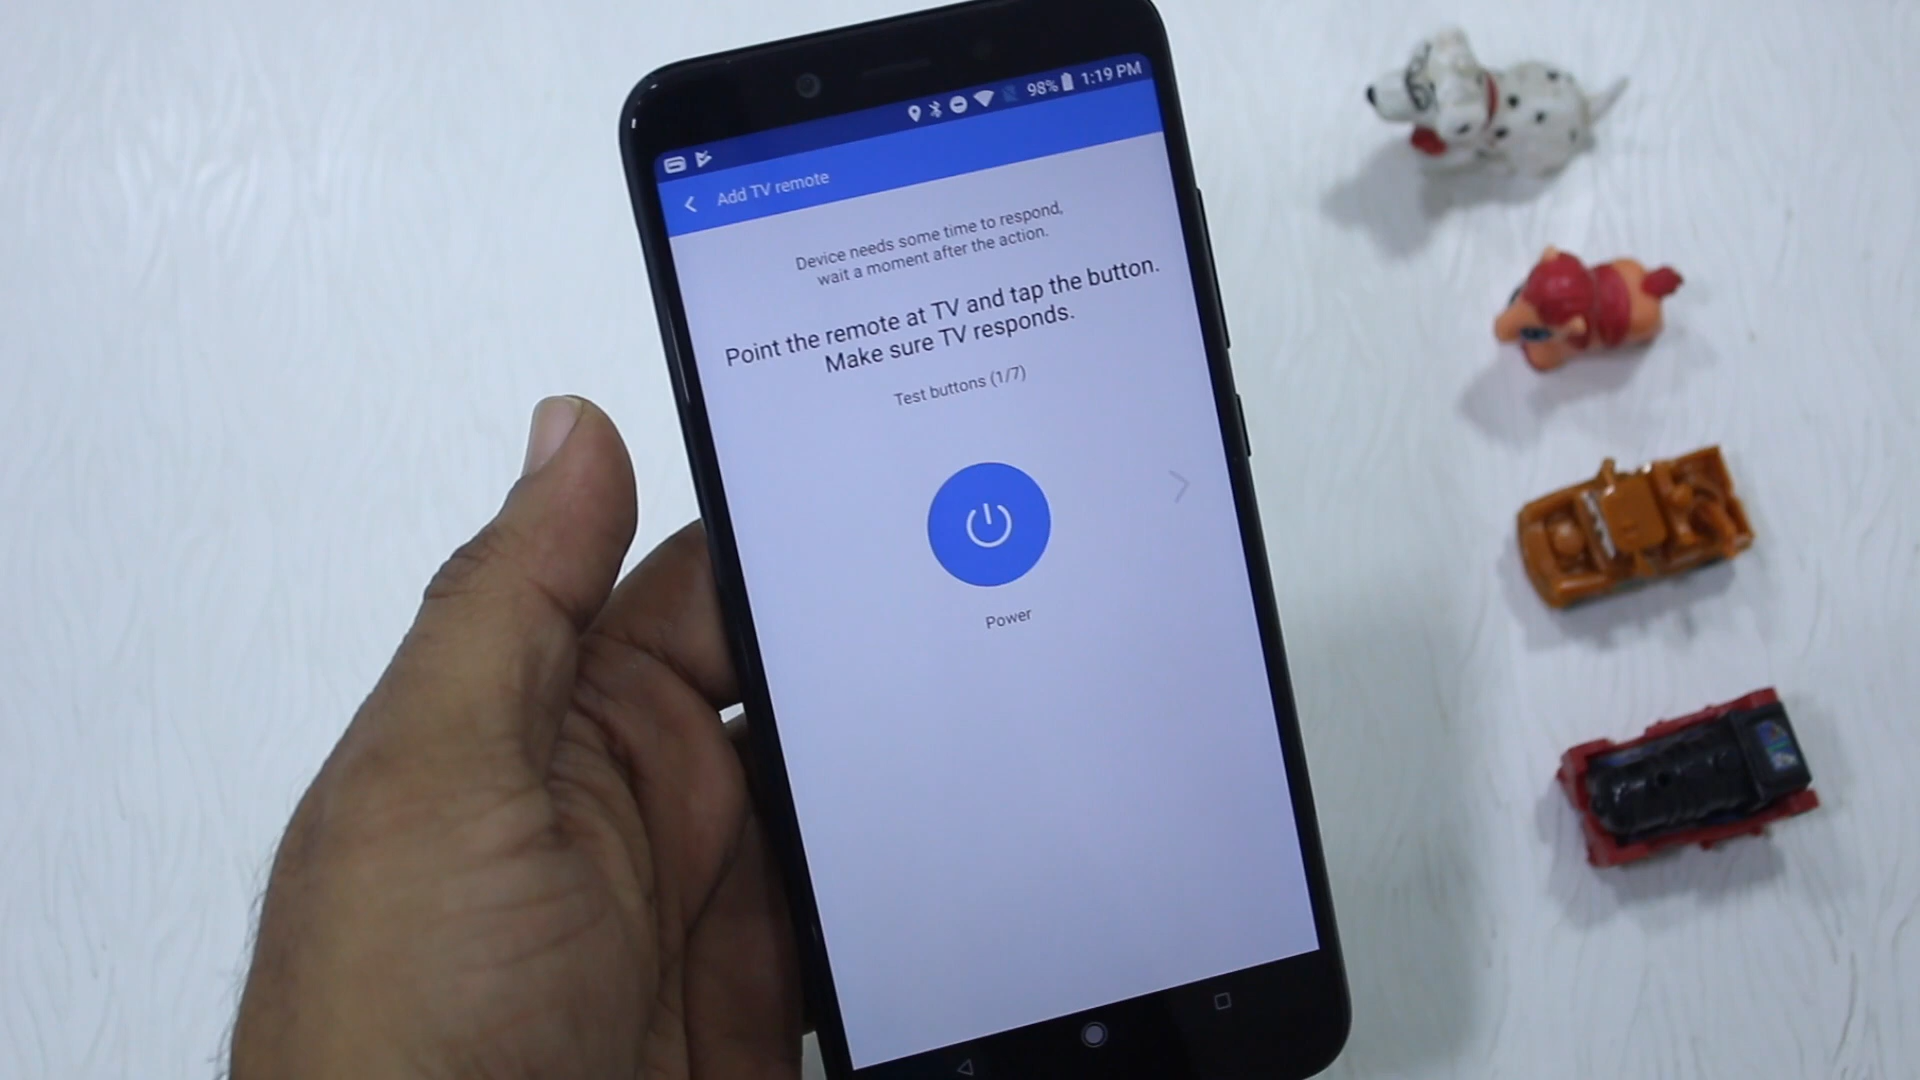 98% 1:19 PM
Add TV remote
Device needs some time to respond,
wait a moment after the action.
Point the remote at TV and tap the button.
Make sure TV responds.
Test buttons (1/7)
Power